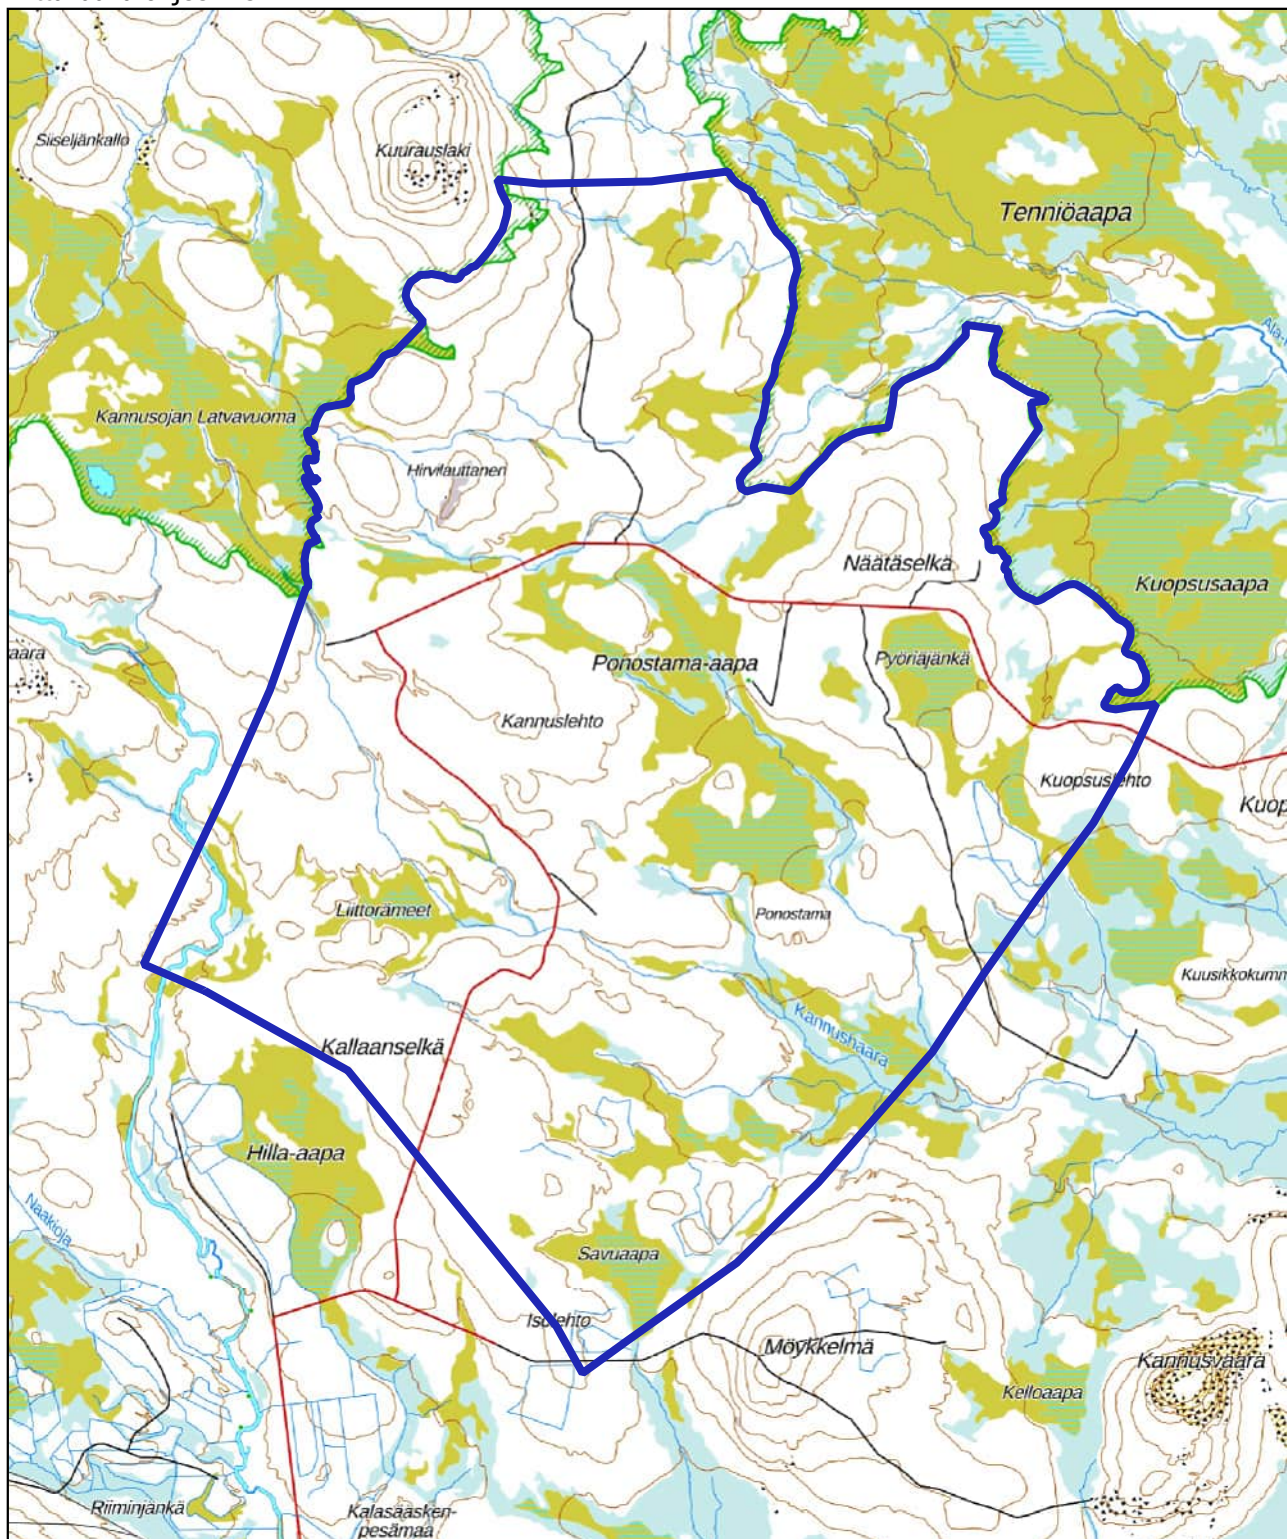 Siiseljänkallo
Kuurauslaki
Tenniöaapa
Kannusojan Latvavuoma
Hirvilauttanen
Näätäselkä
Kuopsusaapa
aara
Ponostama-aapa
Pyöriäjänkä
Kannuslehto
Kuopsuslehto
Kuop
Liittorämeet
Ponostama
Kuusikkokumm
Kannushaara
Kallaanselkä
Hilla-aapa
Naakioja
Savuaapa
Isolehto
Möykkelmä
Kannusvaara
Kelloaapa
Riiminjänkä
Kalasääsken-
pesämaa